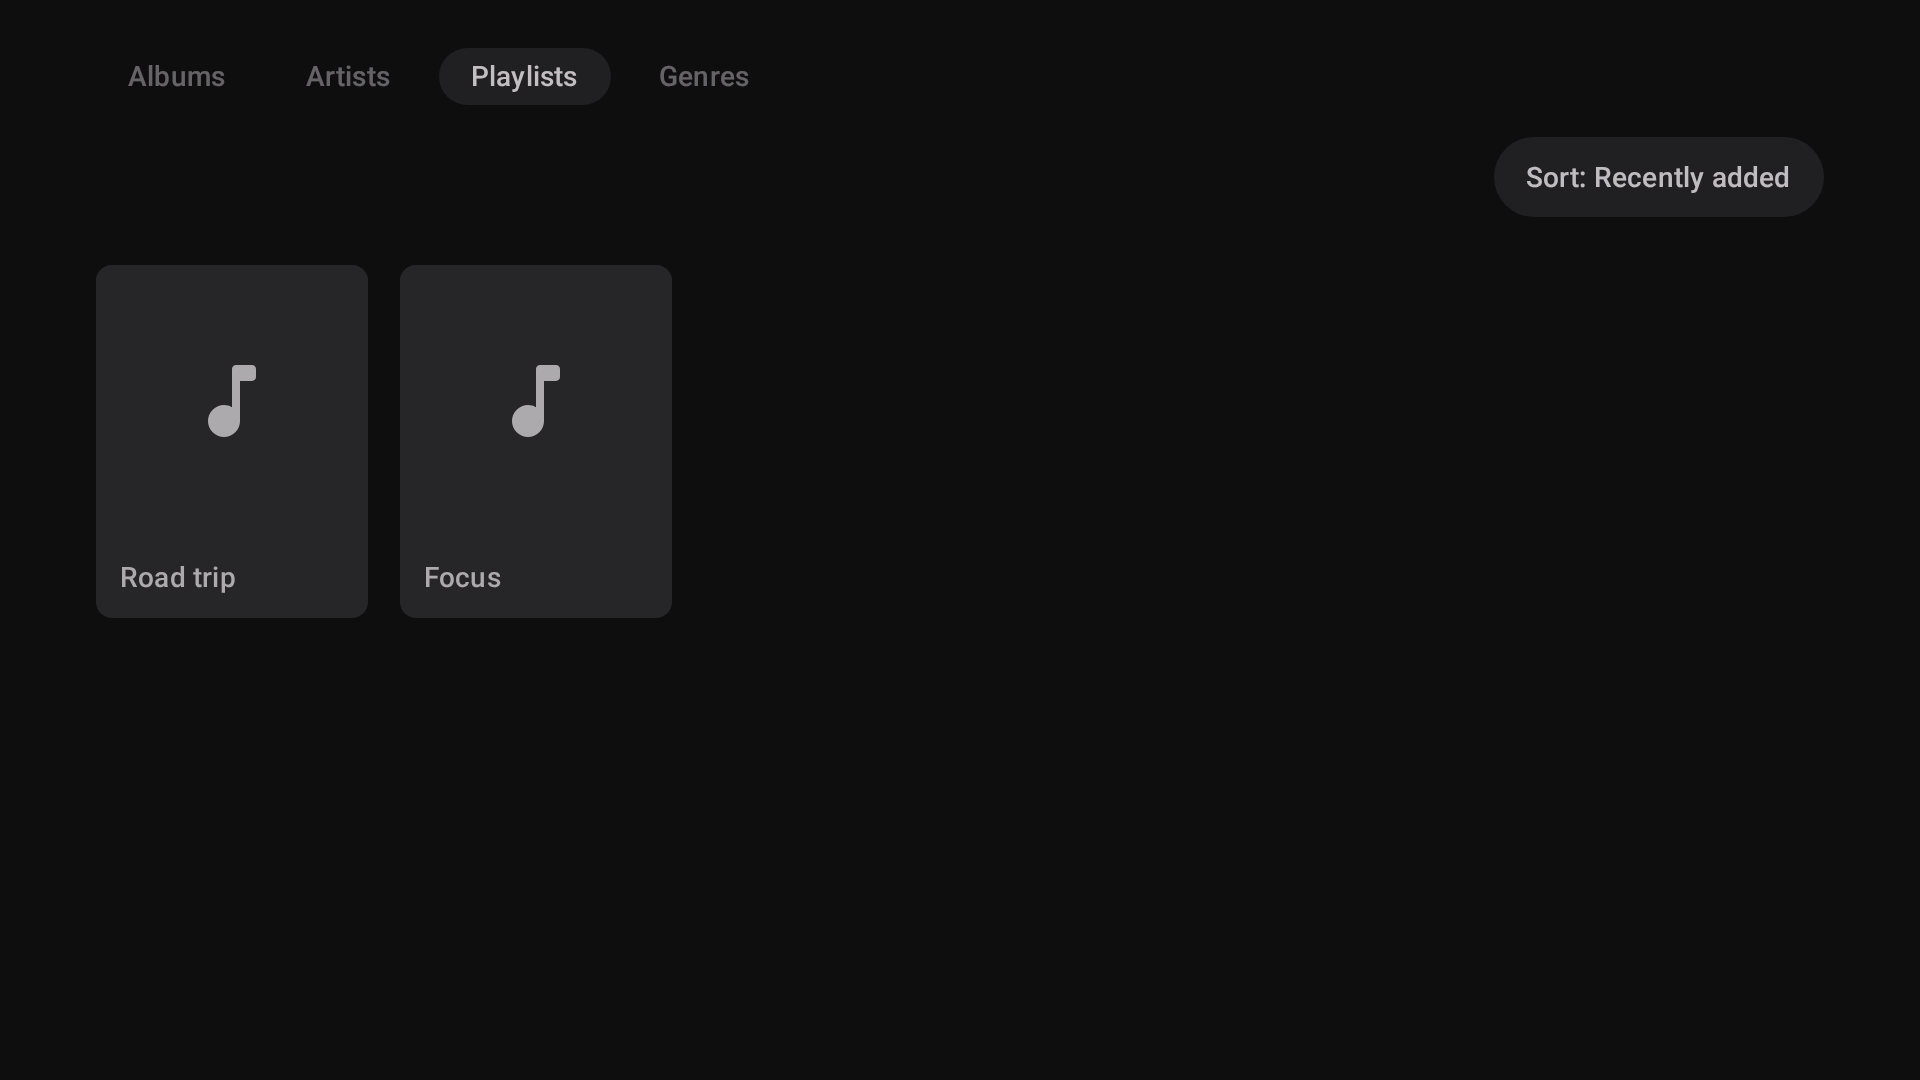 Albums
Artists
Playlists
Genres
Sort: Recently added
Road trip
Focus